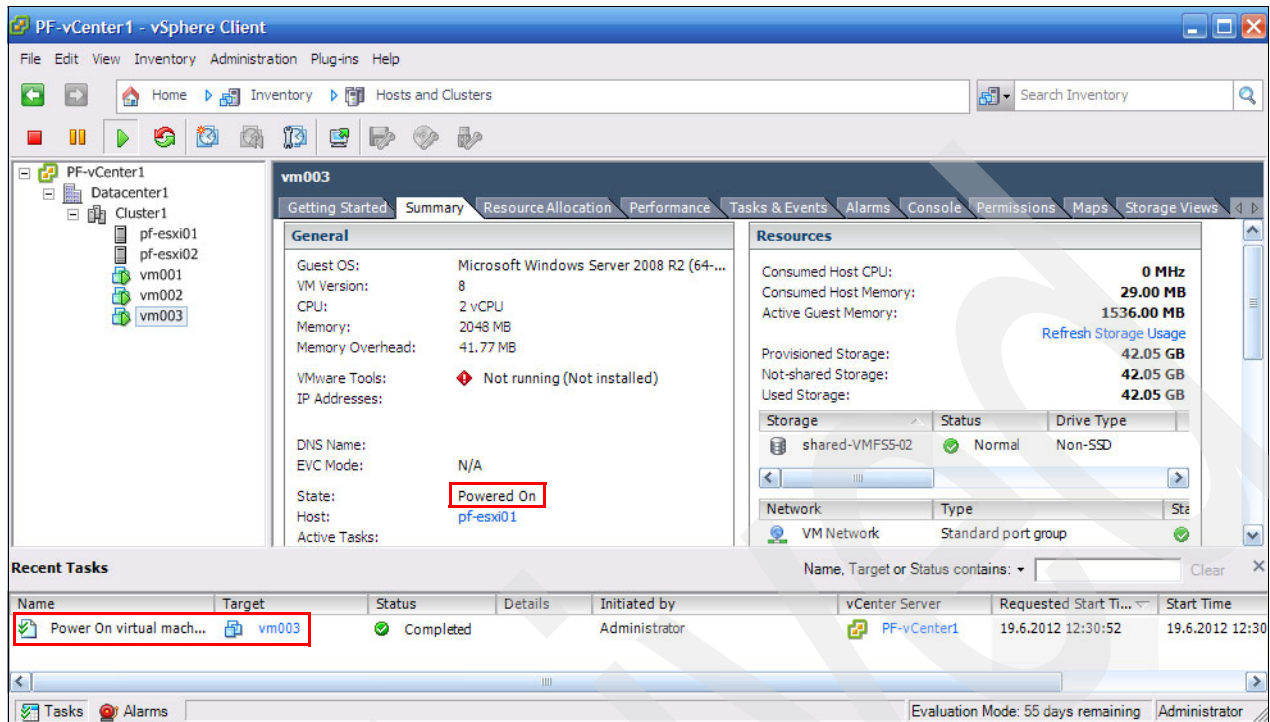 PF-vCenter1 - vSphere Client
File Edit View Inventory Administration Plug-ins Help
Home Inventory Hosts and Clusters Search Inventory
PF-vCenter1
Datacenter1
Cluster1
pf-esxi01
pf-esxi02
vm001
vm002
vm003
vm003
Getting Started Summary Resource Allocation Performance Tasks & Events Alarms Console Permissions Maps Storage Views
General
Guest OS: Microsoft Windows Server 2008 R2 (64-...
VM Version: 8
CPU: 2 vCPU
Memory: 2048 MB
Memory Overhead: 41.77 MB
VMware Tools: Not running (Not installed)
IP Addresses:
DNS Name:
EVC Mode: N/A
State: Powered On
Host: pf-esxi01
Active Tasks:
Resources
Consumed Host CPU: 0 MHz
Consumed Host Memory: 29.00 MB
Active Guest Memory: 1536.00 MB
Refresh Storage Usage
Provisioned Storage: 42.05 GB
Not-shared Storage: 42.05 GB
Used Storage: 42.05 GB
Storage Status Drive Type
shared-VMFS5-02 Normal Non-SSD
Network Type Sta
VM Network Standard port group
Recent Tasks Name, Target or Status contains: Clear
Name Target Status Details Initiated by vCenter Server Requested Start Ti... Start Time
Power On virtual mach... vm003 Completed Administrator PF-vCenter1 19.6.2012 12:30:52 19.6.2012 12:30
Tasks Alarms Evaluation Mode: 55 days remaining Administrator